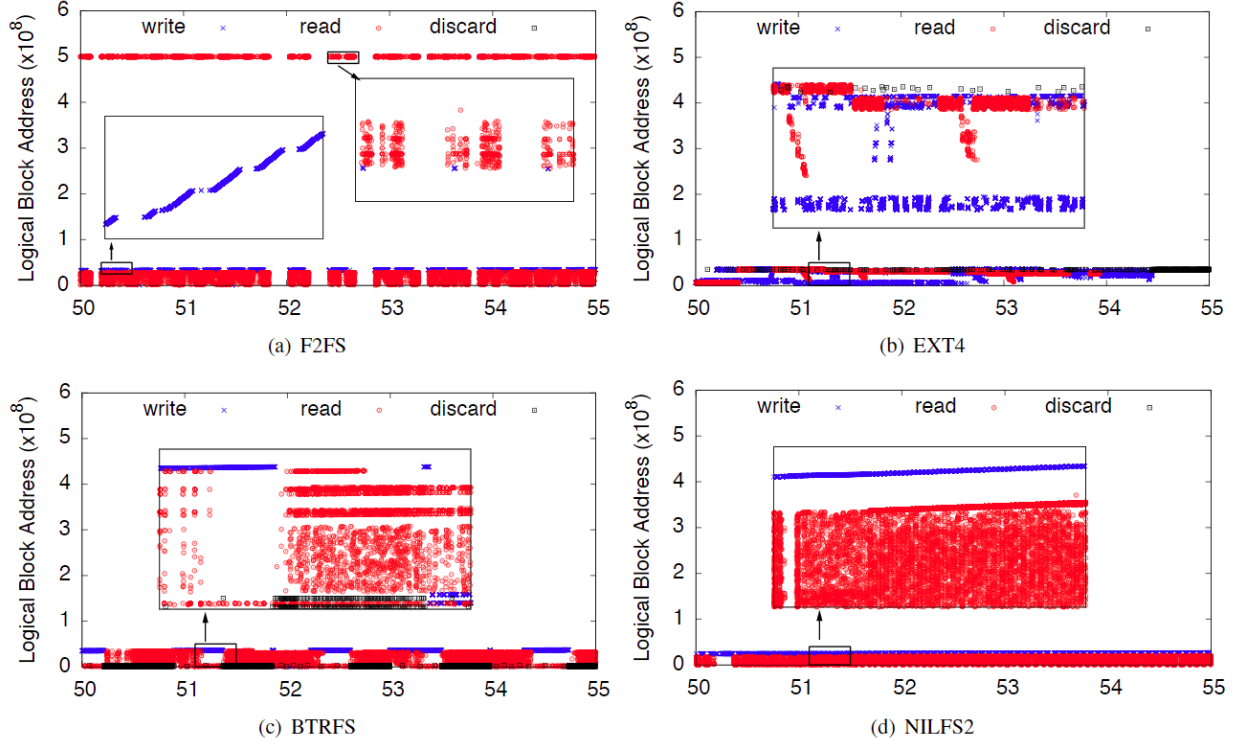 write read discard
Logical Block Address (x10^8)
6
5
4
3
2
1
0
50 51 52 53 54 55
(a) F2FS
write read discard
Logical Block Address (x10^8)
6
5
4
3
2
1
0
50 51 52 53 54 55
(b) EXT4
write read discard
Logical Block Address (x10^8)
6
5
4
3
2
1
0
50 51 52 53 54 55
(c) BTRFS
write read discard
Logical Block Address (x10^8)
6
5
4
3
2
1
0
50 51 52 53 54 55
(d) NILFS2